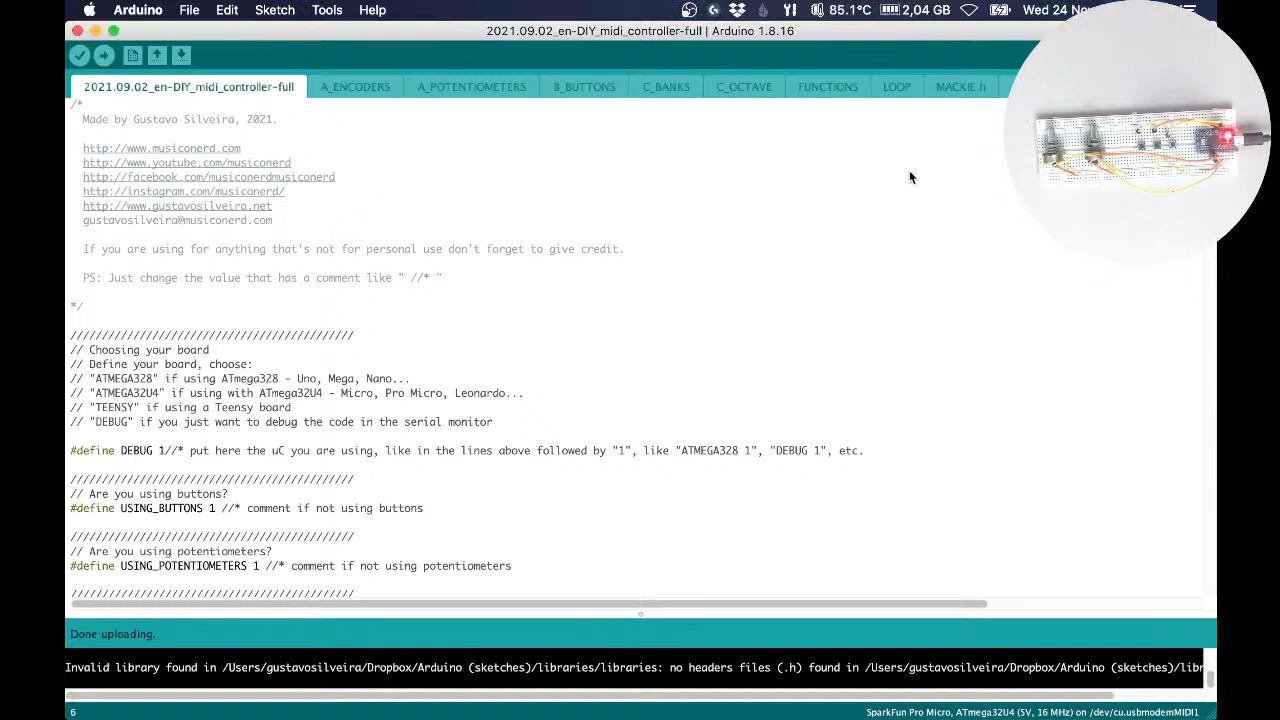 Arduino File Edit Sketch Tools Help 85.1°C 2,04 GB Wed 24 Nov
2021.09.02_en-DIY_midi_controller-full | Arduino 1.8.16
2021.09.02_en-DIY_midi_controller-full A_ENCODERS A_POTENTIOMETERS B_BUTTONS C_BANKS C_OCTAVE FUNCTIONS LOOP MACKIE.h
/*
Made by Gustavo Silveira, 2021.
http://www.musiconerd.com
http://www.youtube.com/musiconerd
http://facebook.com/musiconerdmusiconerd
http://instagram.com/musiconerd/
http://www.gustavosilveira.net
gustavosilveira@musiconerd.com
If you are using for anything that's not for personal use don't forget to give credit.
PS: Just change the value that has a comment like " //* "
*/
/////////////////////////////////////////////
// Choosing your board
// Define your board, choose:
// "ATMEGA328" if using ATmega328 - Uno, Mega, Nano...
// "ATMEGA32U4" if using with ATmega32U4 - Micro, Pro Micro, Leonardo...
// "TEENSY" if using a Teensy board
// "DEBUG" if you just want to debug the code in the serial monitor
#define DEBUG 1//* put here the uC you are using, like in the lines above followed by "1", like "ATMEGA328 1", "DEBUG 1", etc.
/////////////////////////////////////////////
// Are you using buttons?
#define USING_BUTTONS 1 //* comment if not using buttons
/////////////////////////////////////////////
// Are you using potentiometers?
#define USING_POTENTIOMETERS 1 //* comment if not using potentiometers
/////////////////////////////////////////////
Done uploading.
Invalid library found in /Users/gustavosilveira/Dropbox/Arduino (sketches)/libraries/libraries: no headers files (.h) found in /Users/gustavosilveira/Dropbox/Arduino (sketches)/libr
6 SparkFun Pro Micro, ATmega32U4 (5V, 16 MHz) on /dev/cu.usbmodemMIDI1